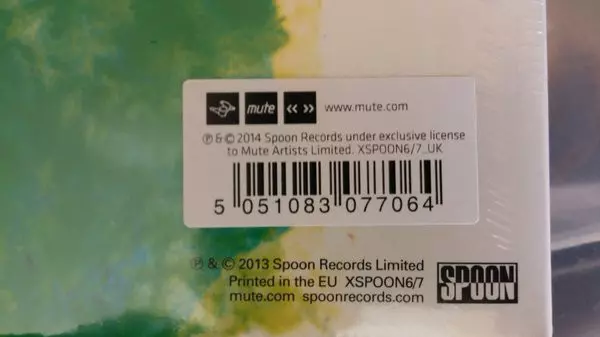 mute « » www.mute.com
℗ & © 2014 Spoon Records under exclusive license
to Mute Artists Limited. XSPOON6/7_UK
5 051083 077064
℗ & © 2013 Spoon Records Limited
Printed in the EU XSPOON6/7
mute.com spoonrecords.com
SPOON